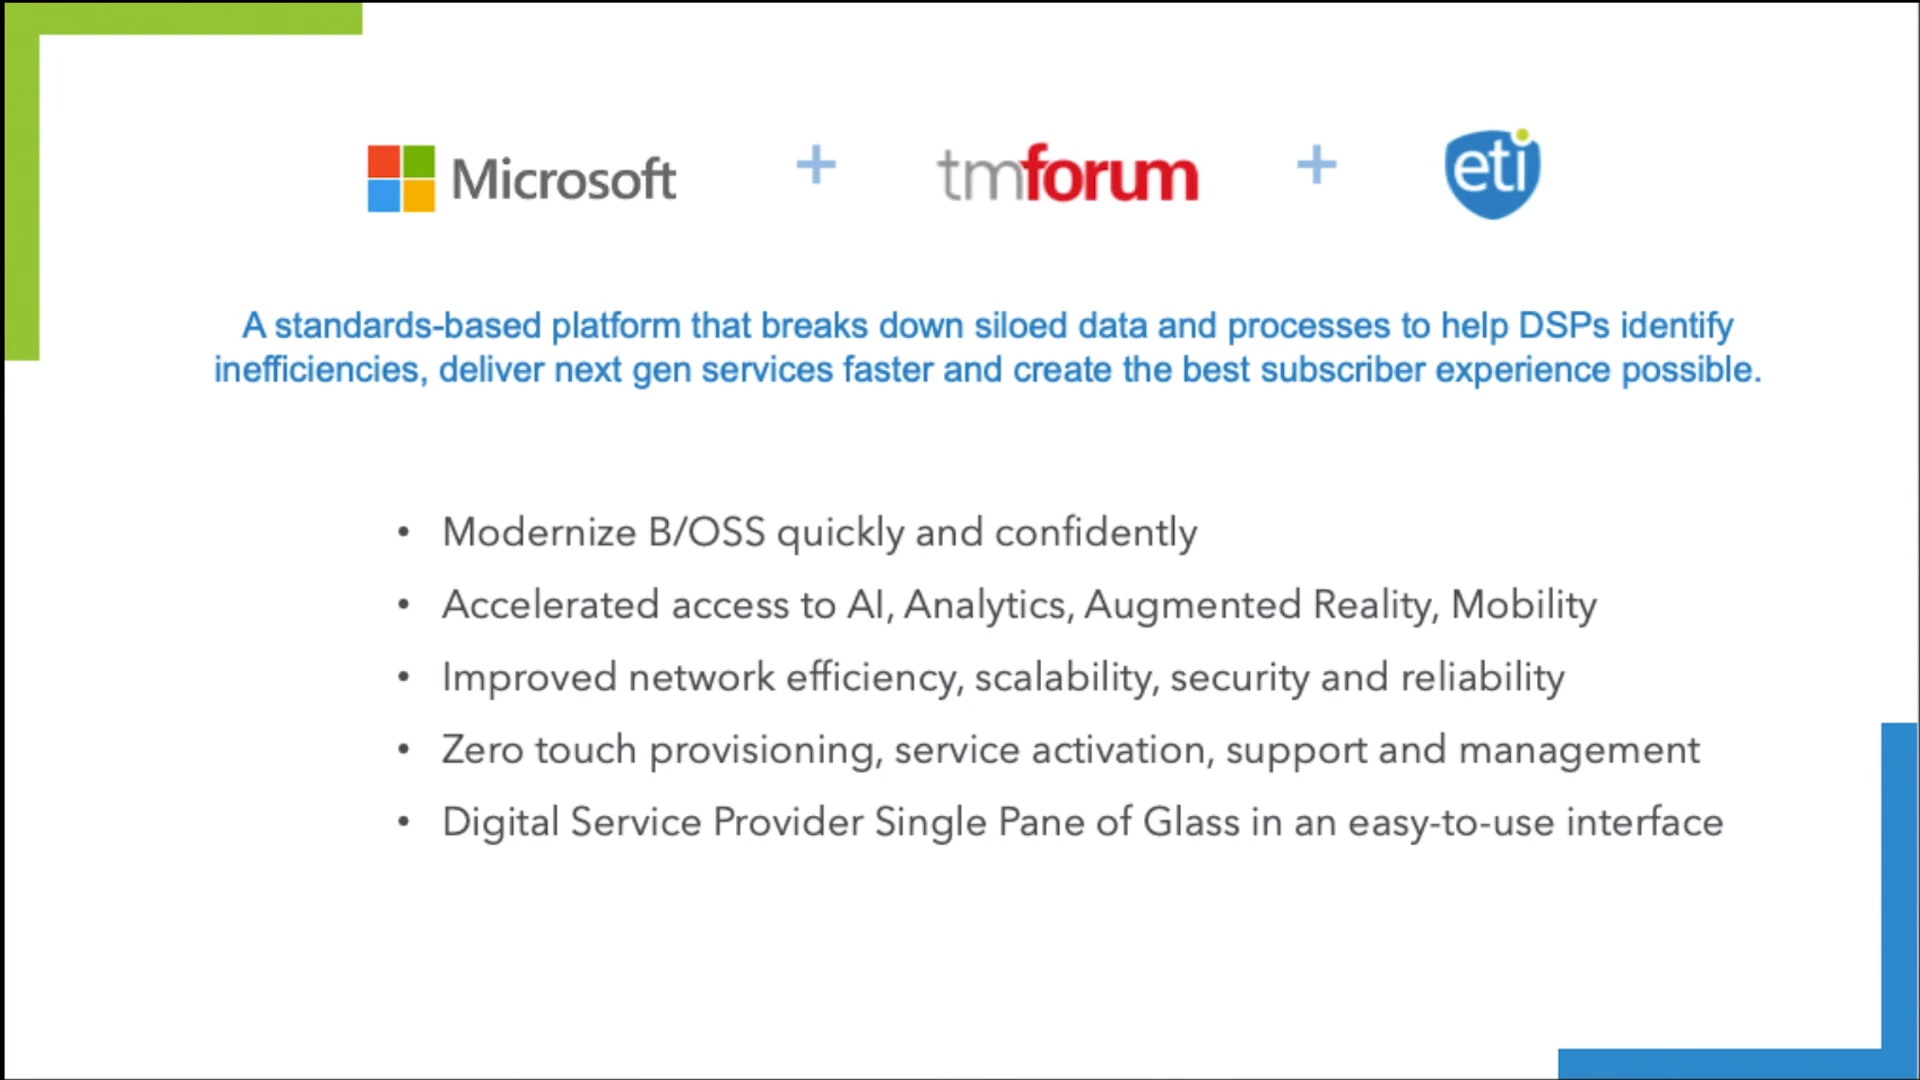 Microsoft + tmforum + eti
A standards-based platform that breaks down siloed data and processes to help DSPs identify
inefficiencies, deliver next gen services faster and create the best subscriber experience possible.
• Modernize B/OSS quickly and confidently
• Accelerated access to AI, Analytics, Augmented Reality, Mobility
• Improved network efficiency, scalability, security and reliability
• Zero touch provisioning, service activation, support and management
• Digital Service Provider Single Pane of Glass in an easy-to-use interface